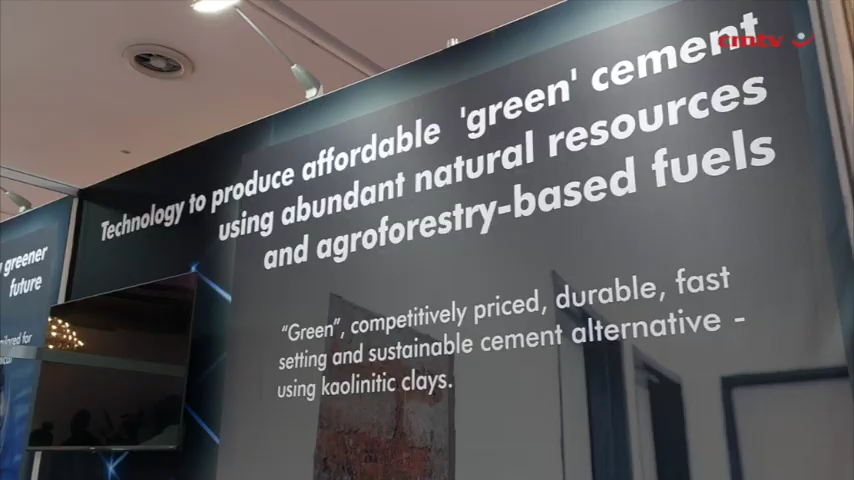 cmtv
Technology to produce affordable 'green' cement
using abundant natural resources
and agroforestry-based fuels
greener
future
"Green", competitively priced, durable, fast
setting and sustainable cement alternative -
using kaolinitic clays.